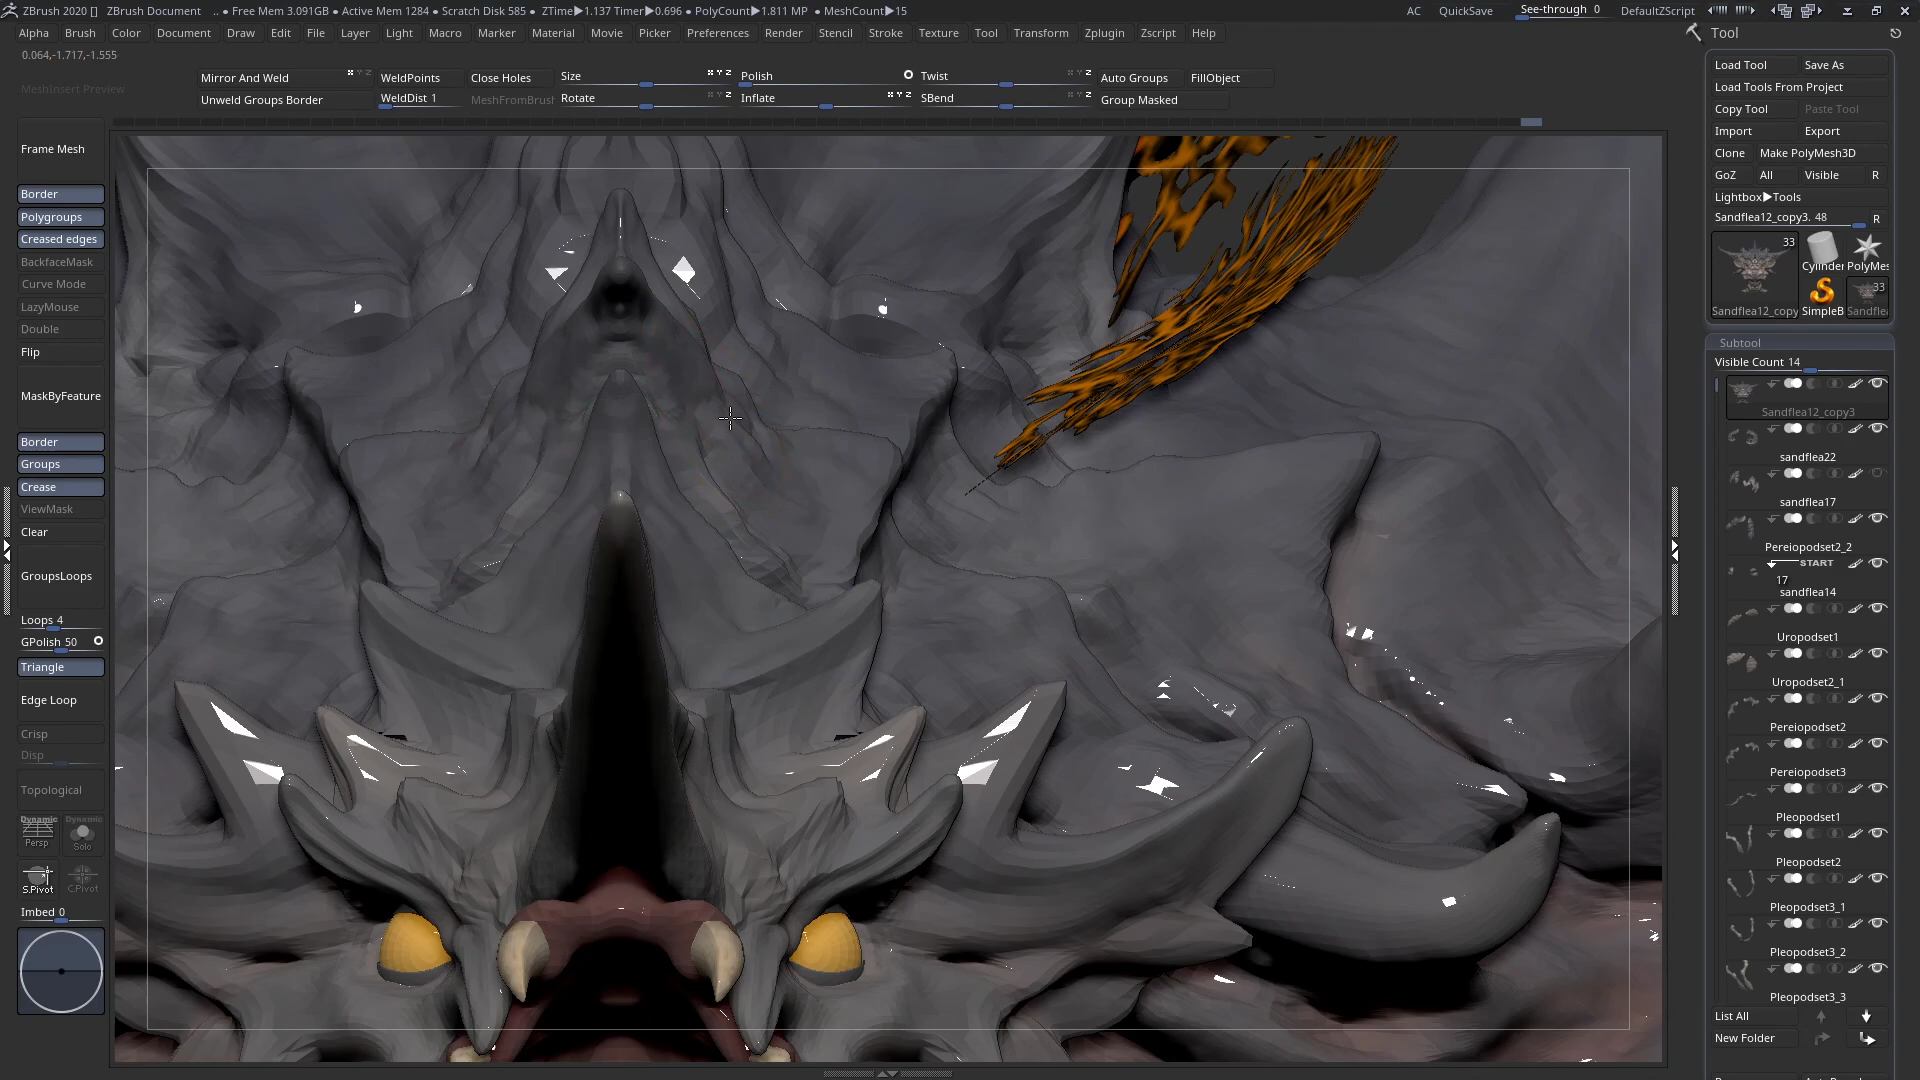 ZBrush 2020 [] ZBrush Document .. ● Free Mem 3.091GB ● Active Mem 1284 ● Scratch Disk 585 ● ZTime▶1.137 Timer▶0.696 ● PolyCount▶1.811 MP ● MeshCount▶15 AC QuickSave See-through 0 DefaultZScript
Alpha Brush Color Document Draw Edit File Layer Light Macro Marker Material Movie Picker Preferences Render Stencil Stroke Texture Tool Transform Zplugin Zscript Help
0.064,-1.717,-1.555
MeshInsert Preview
Mirror And Weld WeldPoints Close Holes Size Polish Twist Auto Groups FillObject
Unweld Groups Border WeldDist 1 MeshFromBrush Rotate Inflate SBend Group Masked
Frame Mesh
Border
Polygroups
Creased edges
BackfaceMask
Curve Mode
LazyMouse
Double
Flip
MaskByFeature
Border
Groups
Crease
ViewMask
Clear
GroupsLoops
Loops 4
GPolish 50
Triangle
Edge Loop
Crisp
Disp
Topological
Dynamic Dynamic
Persp Solo
S.Pivot C.Pivot
Imbed 0
Tool
Load Tool Save As
Load Tools From Project
Copy Tool Paste Tool
Import Export
Clone Make PolyMesh3D
GoZ All Visible R
Lightbox▶Tools
Sandflea12_copy3. 48 R
33
Cylinder PolyMes
33
Sandflea12_copy SimpleB Sandflea
Subtool
Visible Count 14
Sandflea12_copy3
sandflea22
sandflea17
Pereiopodset2_2
START
17
sandflea14
Uropodset1
Uropodset2_1
Pereiopodset2
Pereiopodset3
Pleopodset1
Pleopodset2
Pleopodset3_1
Pleopodset3_2
Pleopodset3_3
List All
New Folder